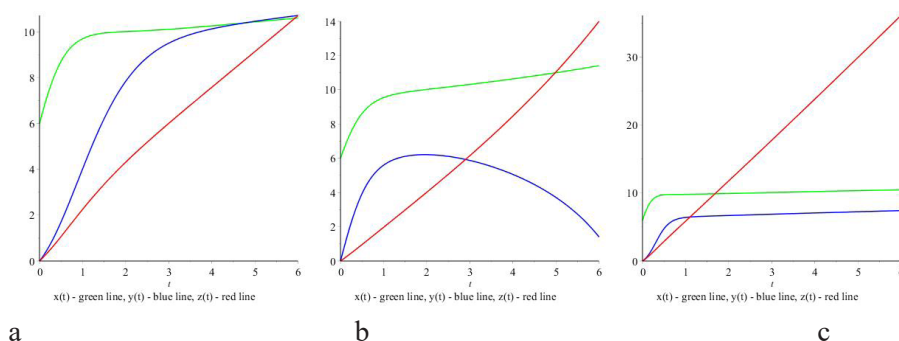 10
8
6
4
2
0
0 1 2 3 4 5 6
t
x(t) - green line, y(t) - blue line, z(t) - red line
a
14
12
10
8
6
4
2
0
0 1 2 3 4 5 6
t
x(t) - green line, y(t) - blue line, z(t) - red line
b
30
20
10
0
0 1 2 3 4 5 6
t
x(t) - green line, y(t) - blue line, z(t) - red line
c